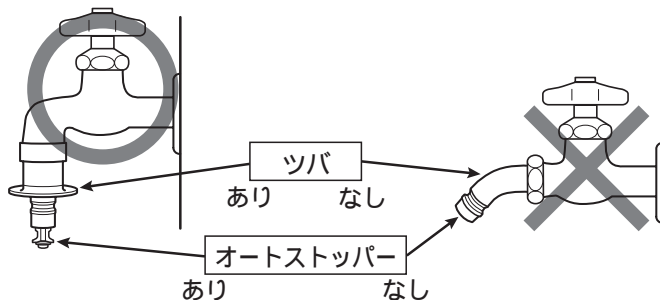 ツバ
あり なし
オートストッパー
あり なし